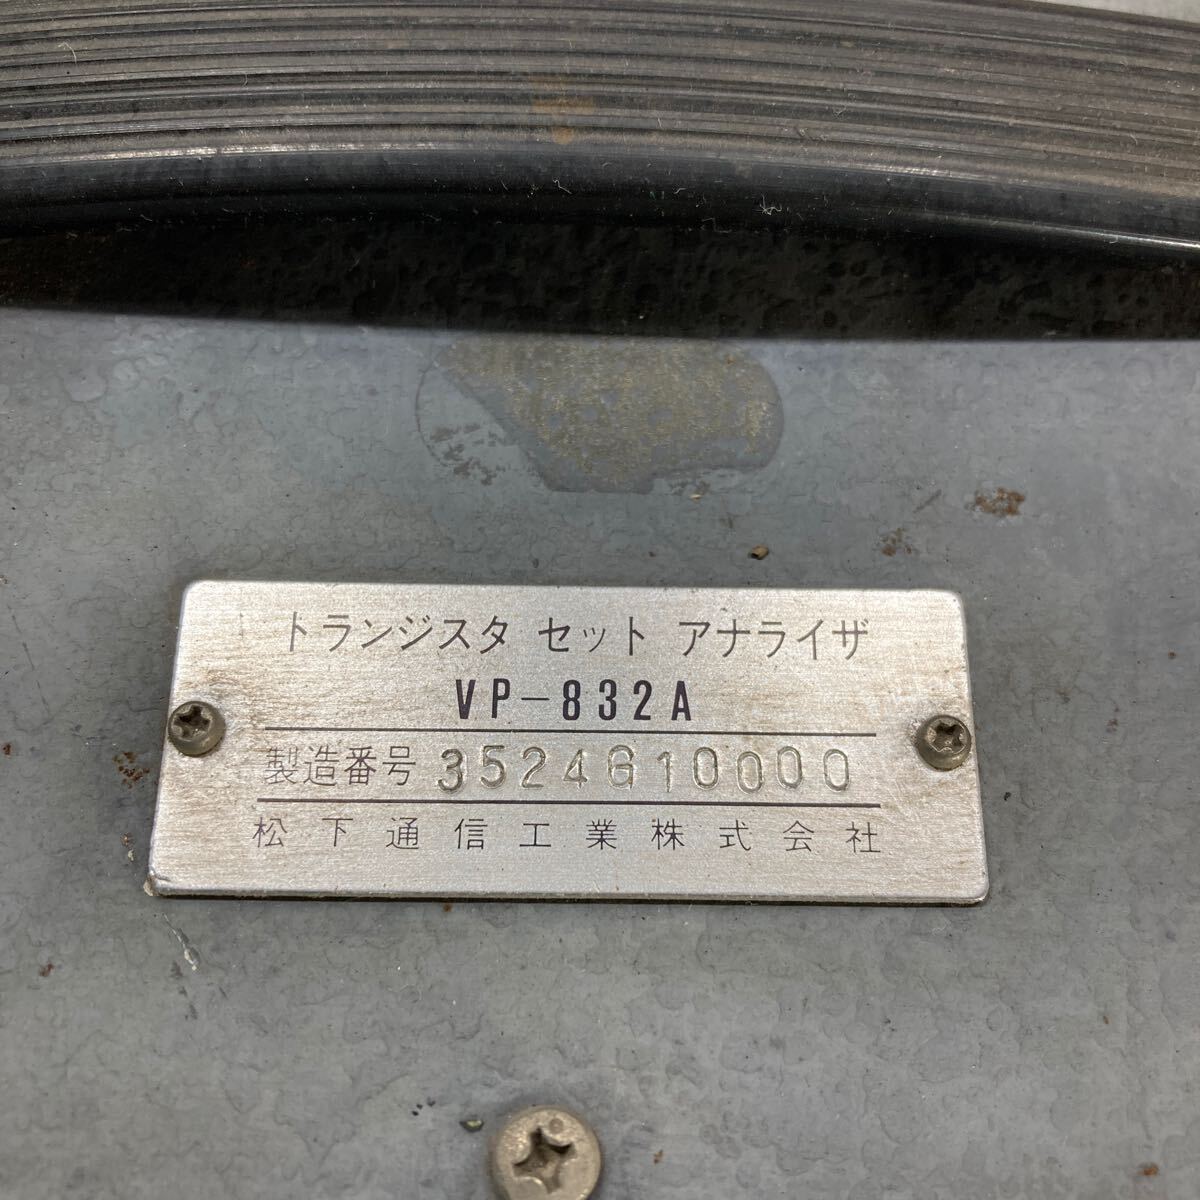 トランジスタ セット アナライザ
VP-832A
製造番号 3524G10000
松下通信工業株式会社